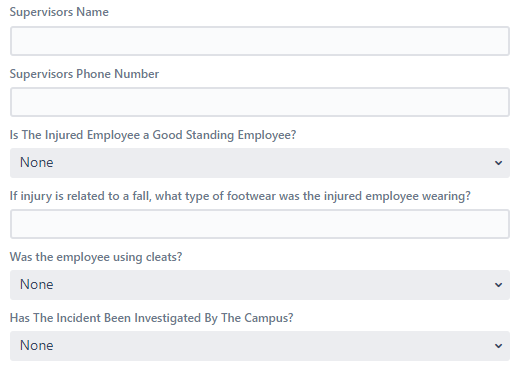 Supervisors Name
Supervisors Phone Number
Is The Injured Employee a Good Standing Employee?
None
If injury is related to a fall, what type of footwear was the injured employee wearing?
Was the employee using cleats?
None
Has The Incident Been Investigated By The Campus?
None